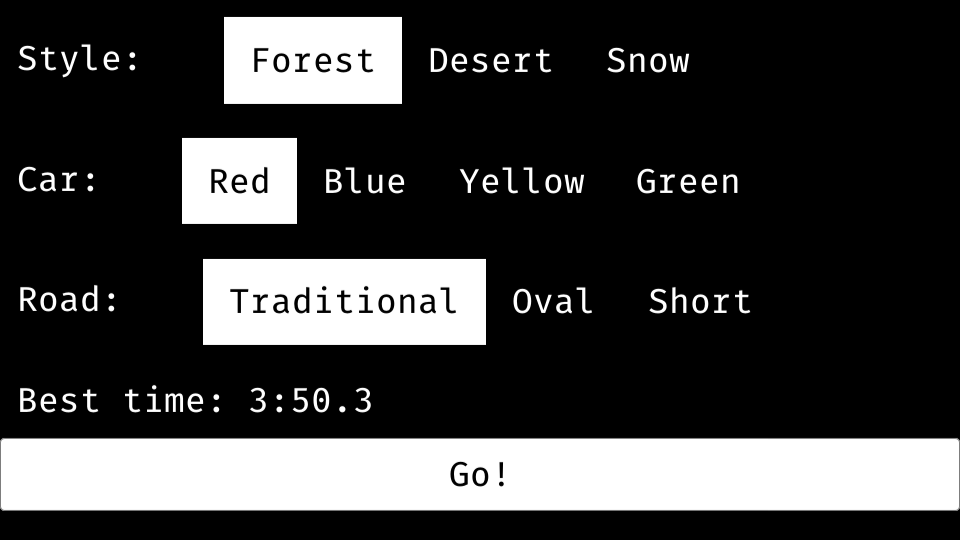 Style: Forest Desert Snow
Car: Red Blue Yellow Green
Road: Traditional Oval Short
Best time: 3:50.3
Go!